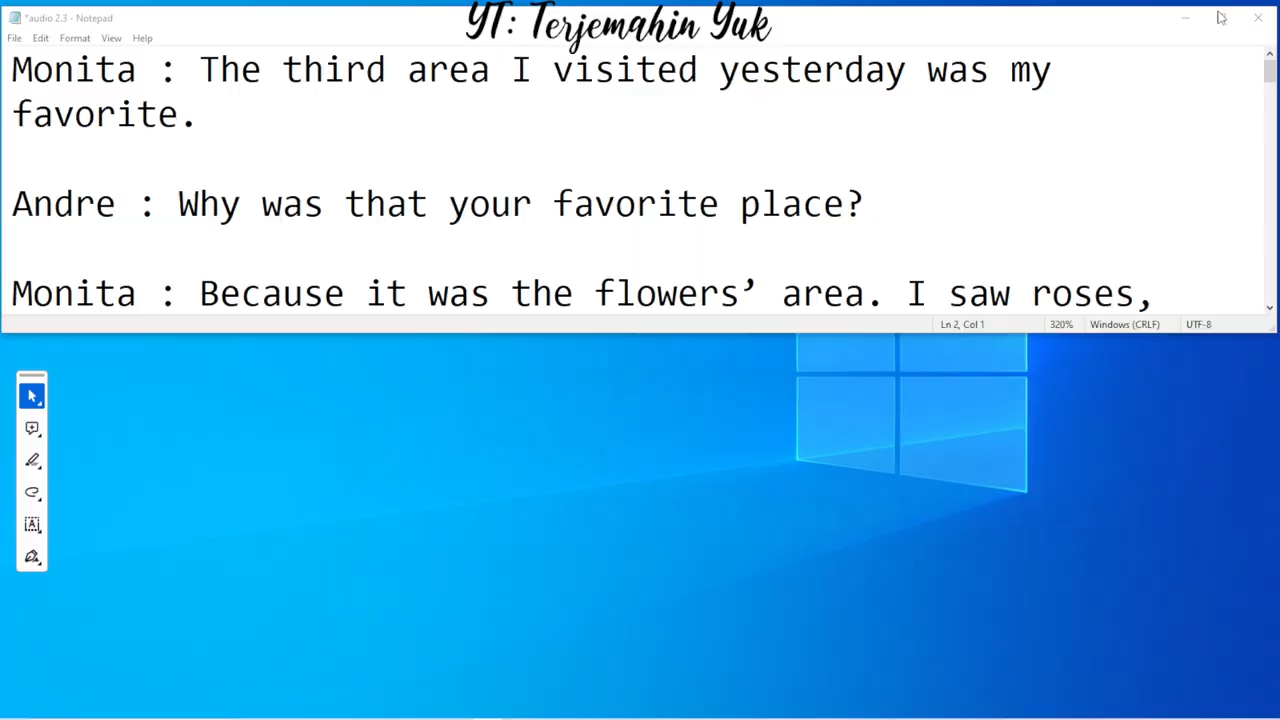 YT: Terjemahin Yuk
*audio 2.3 - Notepad
File Edit Format View Help
Monita : The third area I visited yesterday was my
favorite.
Andre : Why was that your favorite place?
Monita : Because it was the flowers’ area. I saw roses,
Ln 2, Col 1 320% Windows (CRLF) UTF-8